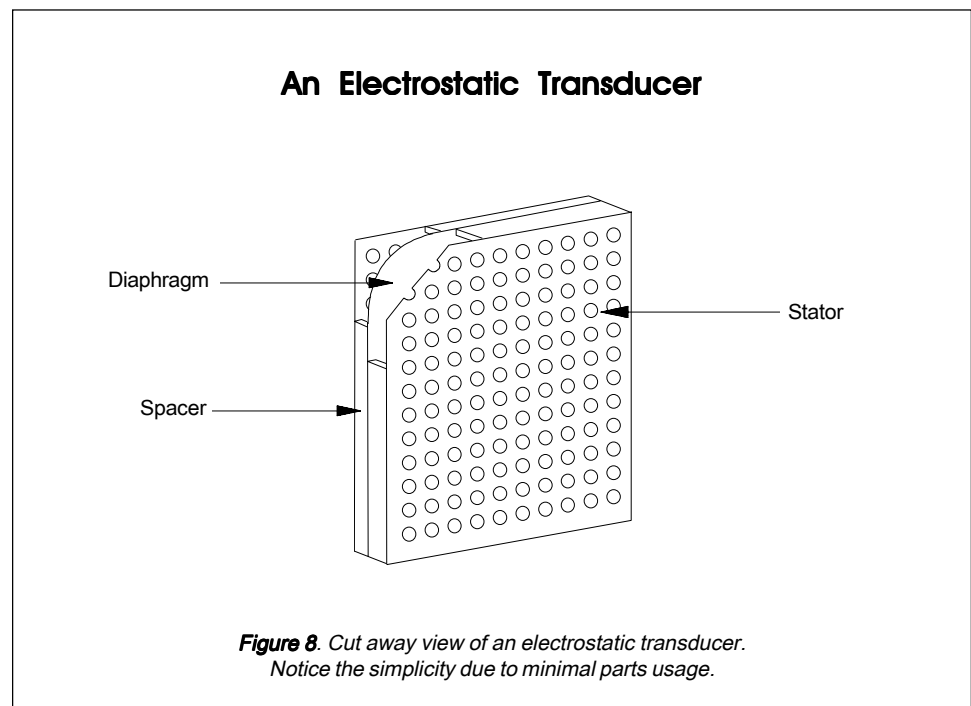 An Electrostatic Transducer
Diaphragm
Stator
Spacer
Figure 8. Cut away view of an electrostatic transducer.
Notice the simplicity due to minimal parts usage.